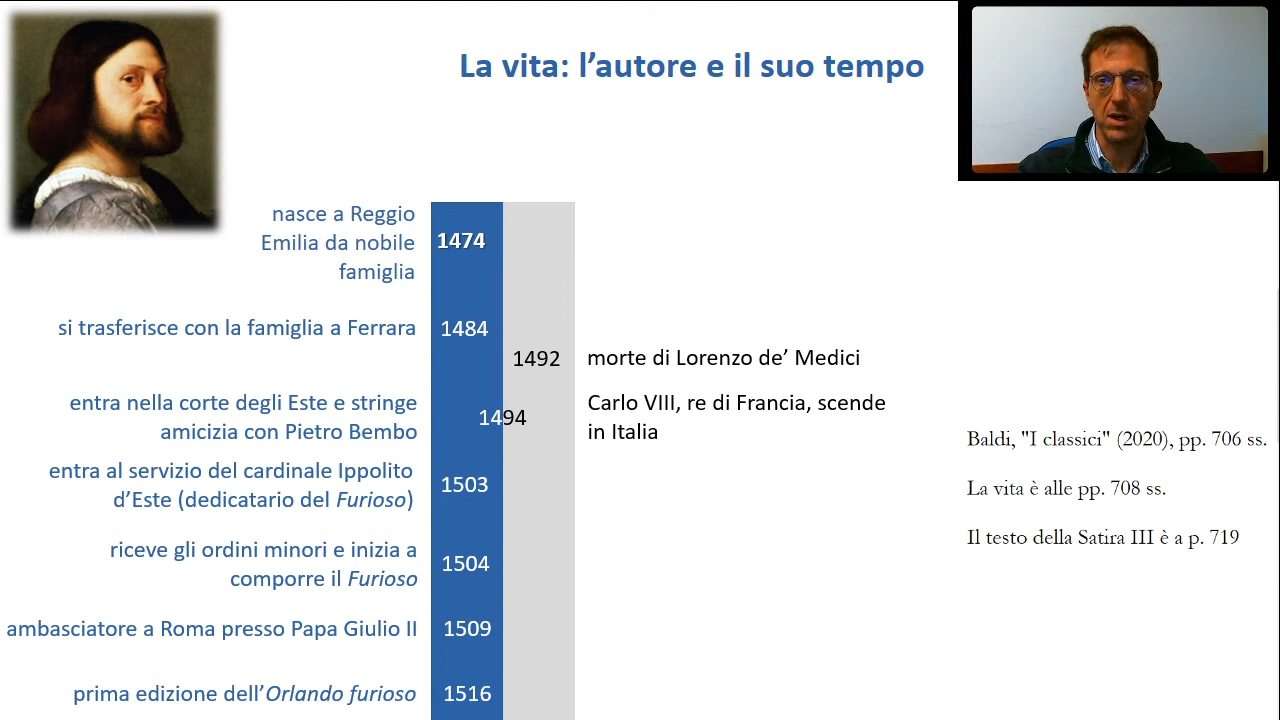 La vita: l’autore e il suo tempo
nasce a Reggio
Emilia da nobile
famiglia
1474
si trasferisce con la famiglia a Ferrara
1484
1492
morte di Lorenzo de’ Medici
entra nella corte degli Este e stringe
amicizia con Pietro Bembo
1494
Carlo VIII, re di Francia, scende
in Italia
entra al servizio del cardinale Ippolito
d’Este (dedicatario del Furioso)
1503
riceve gli ordini minori e inizia a
comporre il Furioso
1504
ambasciatore a Roma presso Papa Giulio II
1509
prima edizione dell’Orlando furioso
1516
Baldi, "I classici" (2020), pp. 706 ss.
La vita è alle pp. 708 ss.
Il testo della Satira III è a p. 719